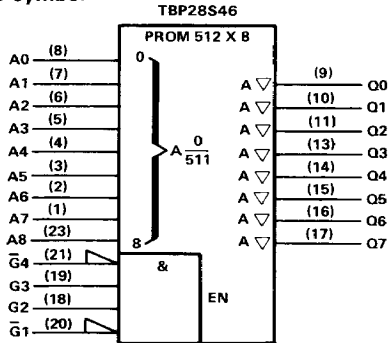 TBP28S46
PROM 512 X 8
A0 (8) 0 (9) A ▽ Q0
A1 (7) (10) A ▽ Q1
A2 (6) (11) A ▽ Q2
A3 (5) (13) A ▽ Q3
A4 (4) A 0/511 (14) A ▽ Q4
A5 (3) (15) A ▽ Q5
A6 (2) (16) A ▽ Q6
A7 (1) (17) A ▽ Q7
A8 (23) 8
G̅4 (21) &
G3 (19) EN
G2 (18)
G̅1 (20)